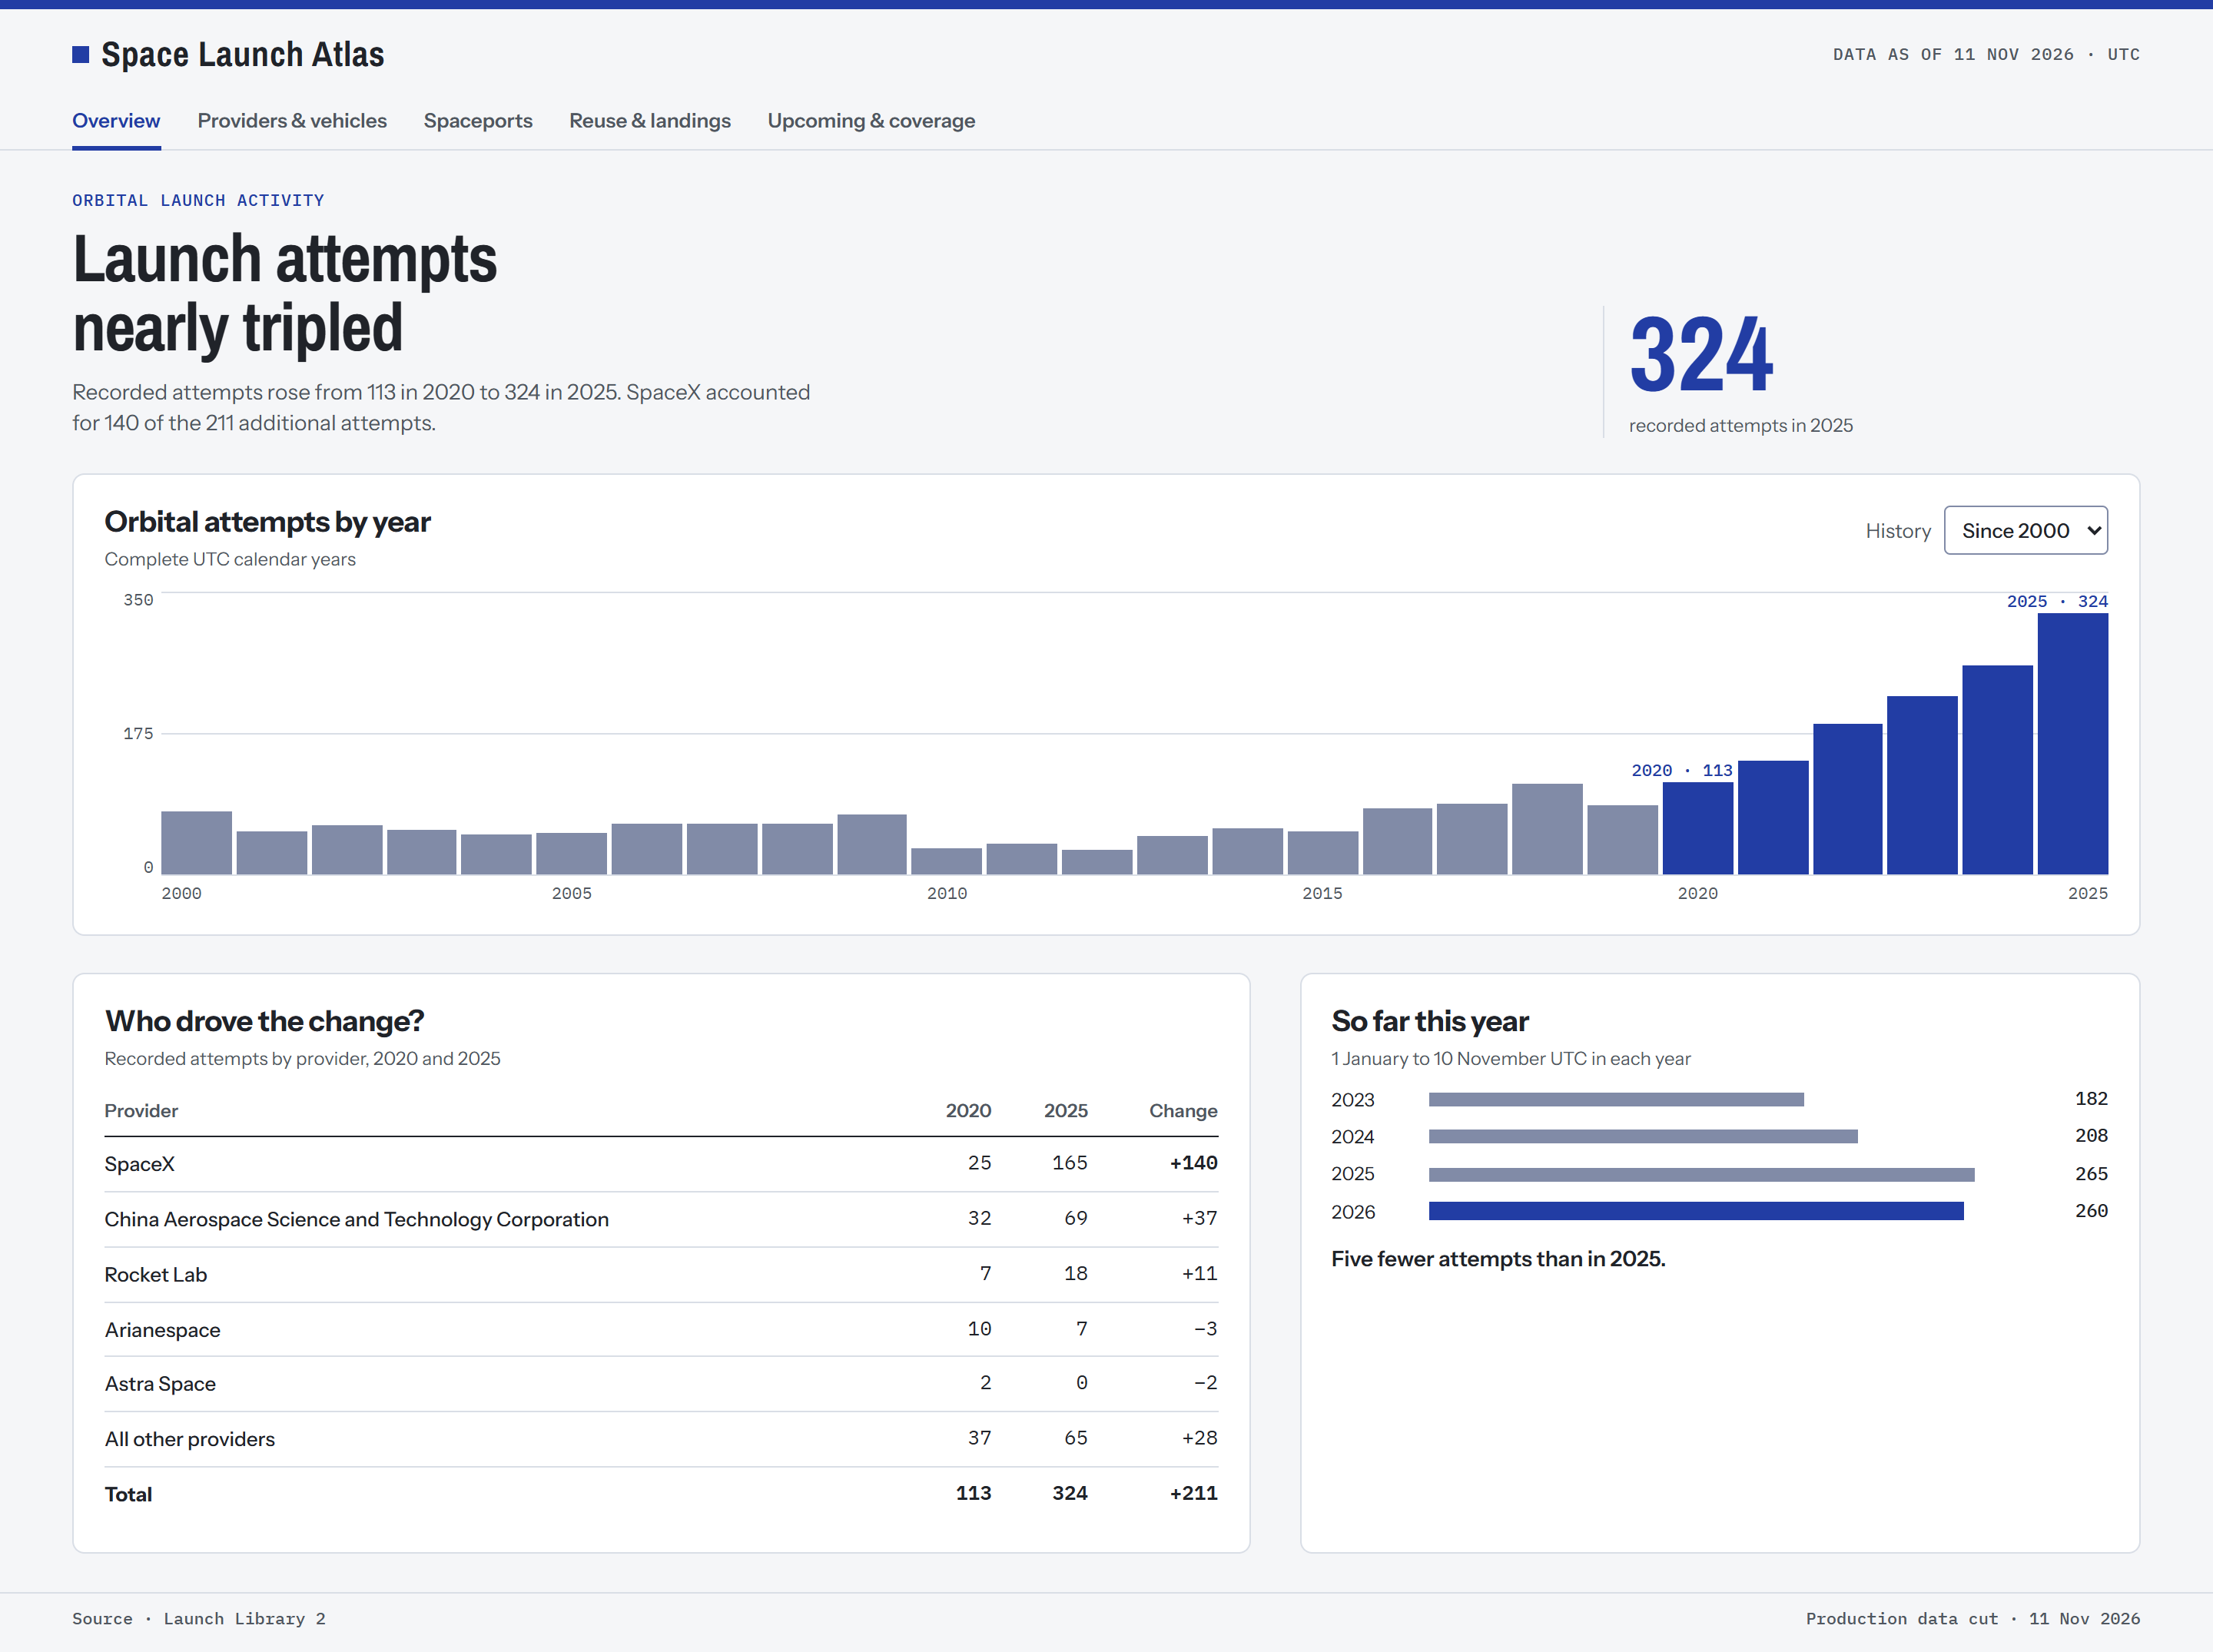 Space Launch Atlas
DATA AS OF 11 NOV 2026 · UTC
Overview Providers & vehicles Spaceports Reuse & landings Upcoming & coverage
ORBITAL LAUNCH ACTIVITY
Launch attempts
nearly tripled
Recorded attempts rose from 113 in 2020 to 324 in 2025. SpaceX accounted
for 140 of the 211 additional attempts.
324
recorded attempts in 2025
Orbital attempts by year
Complete UTC calendar years
History Since 2000
350
2025 · 324
175
2020 · 113
0
2000 2005 2010 2015 2020 2025
Who drove the change?
Recorded attempts by provider, 2020 and 2025
Provider 2020 2025 Change
SpaceX 25 165 +140
China Aerospace Science and Technology Corporation 32 69 +37
Rocket Lab 7 18 +11
Arianespace 10 7 −3
Astra Space 2 0 −2
All other providers 37 65 +28
Total 113 324 +211
So far this year
1 January to 10 November UTC in each year
2023 182
2024 208
2025 265
2026 260
Five fewer attempts than in 2025.
Source · Launch Library 2
Production data cut · 11 Nov 2026